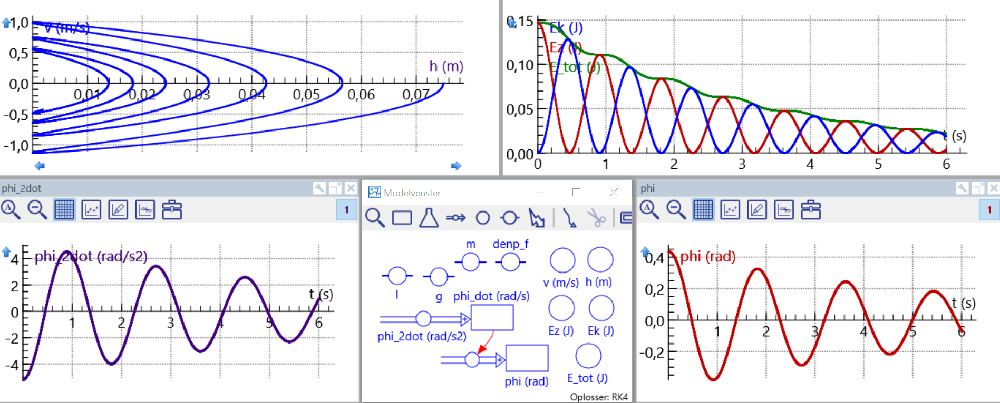 1,0
v (m/s)
0,5
h (m)
0,0
0,01
0,02
0,03
0,04
0,05
0,06
0,07
-0,5
-1,0
0,15
Ek (J)
Ez (J)
0,10
E_tot (J)
0,05
t (s)
0,00
0
1
2
3
4
5
6
phi_2dot
1
4
phi_2dot (rad/s2)
2
t (s)
0
1
2
3
4
5
6
-2
-4
Modelvenster
m
denp_f
l
g
v (m/s)
h (m)
phi_dot (rad/s)
phi_2dot (rad/s2)
Ez (J)
Ek (J)
phi (rad)
E_tot (J)
Oplosser: RK4
phi
1
0,4
phi (rad)
0,2
t (s)
0,0
1
2
3
4
5
6
-0,2